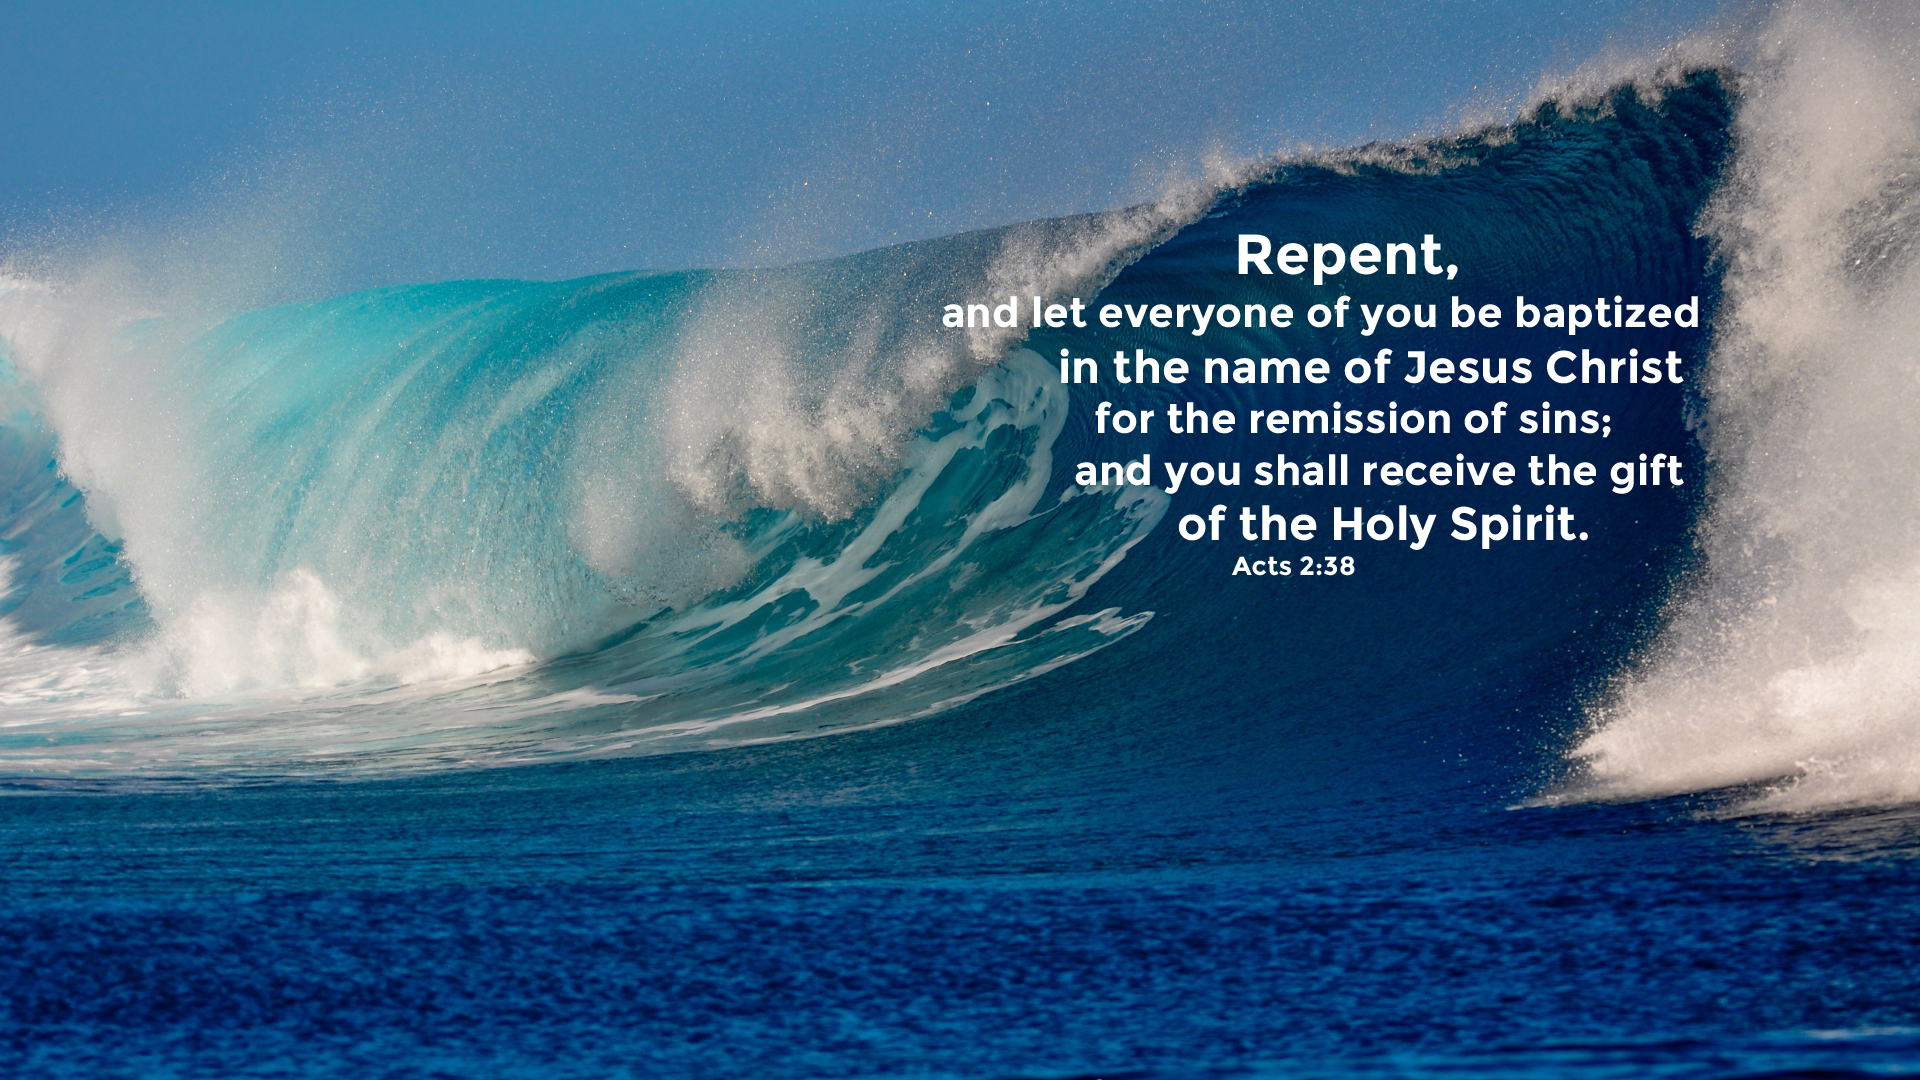 Repent,
and let everyone of you be baptized
in the name of Jesus Christ
for the remission of sins;
and you shall receive the gift
of the Holy Spirit.
Acts 2:38